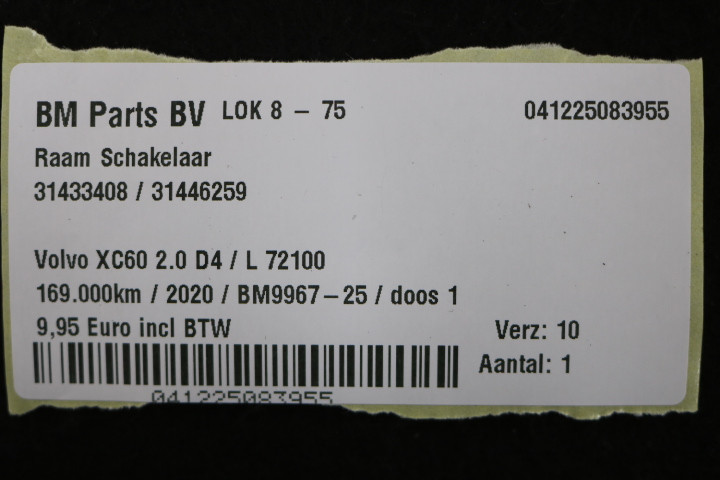 BM Parts BV LOK 8 – 75 041225083955
Raam Schakelaar
31433408 / 31446259
Volvo XC60 2.0 D4 / L 72100
169.000km / 2020 / BM9967–25 / doos 1
9,95 Euro incl BTW Verz: 10
Aantal: 1
041225083955